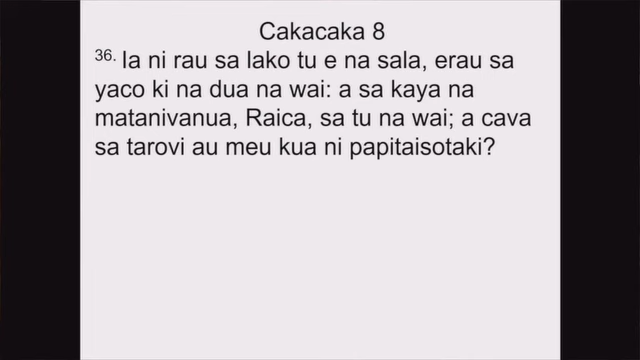 Cakacaka 8
36. Ia ni rau sa lako tu e na sala, erau sa
yaco ki na dua na wai: a sa kaya na
matanivanua, Raica, sa tu na wai; a cava
sa tarovi au meu kua ni papitaisotaki?